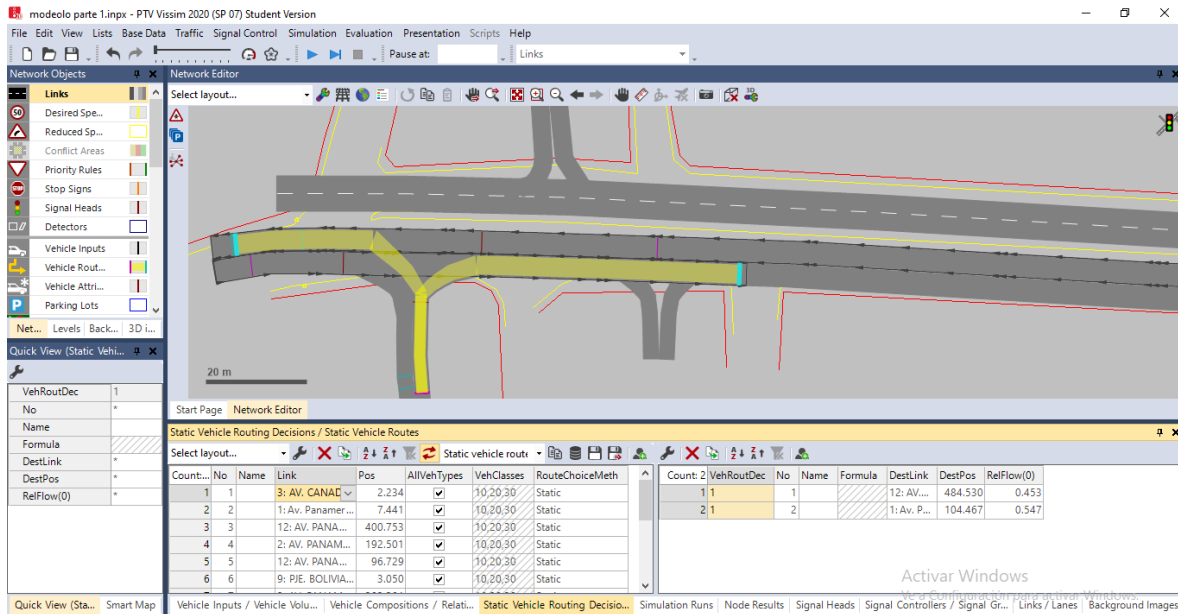 modeolo parte 1.inpx - PTV Vissim 2020 (SP 07) Student Version
File Edit View Lists Base Data Traffic Signal Control Simulation Evaluation Presentation Scripts Help
Pause at: Links
Network Objects
Network Editor
Links
Desired Spe...
Reduced Sp...
Conflict Areas
Priority Rules
Stop Signs
Signal Heads
Detectors
Vehicle Inputs
Vehicle Rout...
Vehicle Attri...
Parking Lots
Net... Levels Back... 3D i...
Select layout...
20 m
Start Page Network Editor
Quick View (Static Vehi...
VehRoutDec 1
No *
Name
Formula
DestLink *
DestPos *
RelFlow(0) *
Quick View (Sta... Smart Map
Static Vehicle Routing Decisions / Static Vehicle Routes
Select layout... Static vehicle route
Count:... No Name Link Pos AllVehTypes VehClasses RouteChoiceMeth
1 1 3: AV. CANAD 2.234 10,20,30 Static
2 2 1: Av. Panamer... 7.441 10,20,30 Static
3 3 12: AV. PANA... 400.753 10,20,30 Static
4 4 2: AV. PANAM... 192.501 10,20,30 Static
5 5 12: AV. PANA... 96.729 10,20,30 Static
6 6 9: PJE. BOLIVIA... 3.050 10,20,30 Static
Count: 2 VehRoutDec No Name Formula DestLink DestPos RelFlow(0)
1 1 1 12: AV.... 484.530 0.453
2 1 2 1: Av. P... 104.467 0.547
Activar Windows
Ve a Configuración para activar Windows.
Vehicle Inputs / Vehicle Volu... Vehicle Compositions / Relati... Static Vehicle Routing Decisio... Simulation Runs Node Results Signal Heads Signal Controllers / Signal Gr... Links / Lanes Background Images